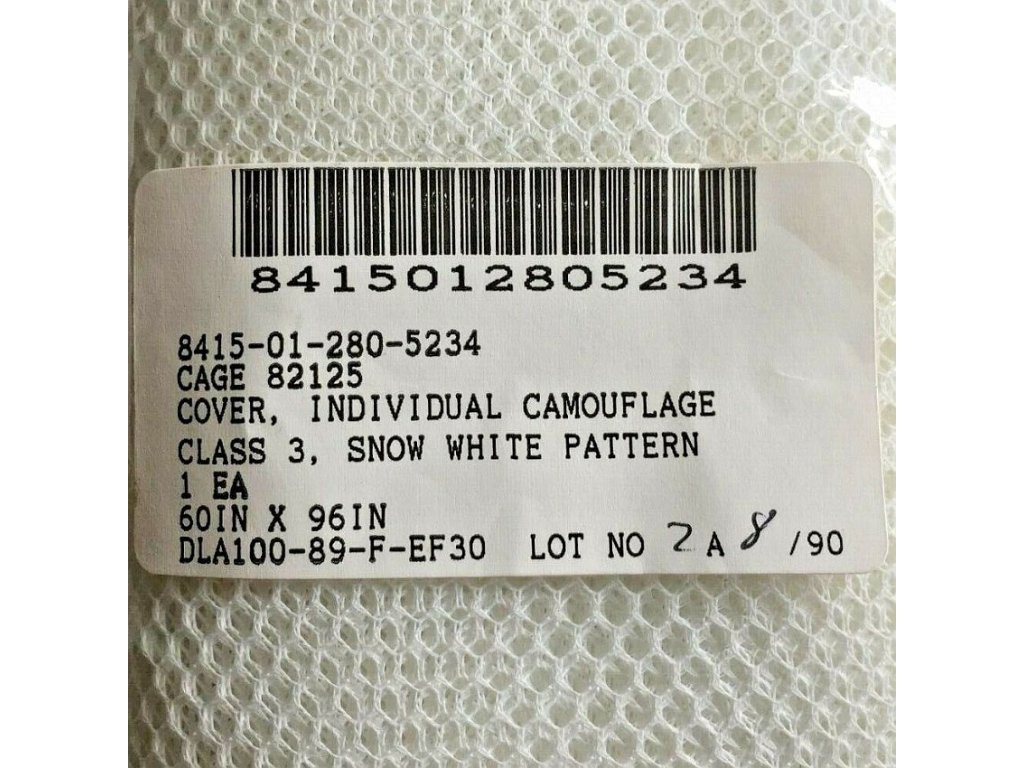 8415012805234
8415-01-280-5234
CAGE 82125
COVER, INDIVIDUAL CAMOUFLAGE
CLASS 3, SNOW WHITE PATTERN
1 EA
60IN X 96IN
DLA100-89-F-EF30 LOT NO 2 A 8 /90